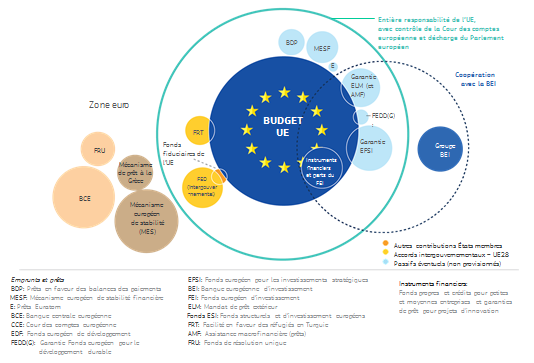 Entière responsabilité de l'UE,
avec contrôle de la Cour des comptes
européenne et décharge du Parlement
européen
Coopération
avec la BEI
Zone euro
BDP
MESF
E
Garantie
ELM (et
AMF)
FEDD(G)
Garantie
EFSI
BUDGET
UE
Instruments
financiers
et parts du
FEI
FRT
Fonds
fiduciaires de
l'UE
FED
(intergouver
nementa)
FRU
Mécanisme
de prêt à la
Grèce
BCE
Mécanisme
européen
de stabilité
(MES)
Groupe
BEI
Autres contributions États membres
Accords intergouvernementaux = UE28
Passifs éventuels (non provisionnés)
Emprunts et prêts
BDP: Prêts en faveur des balances des paiements
MESF: Mécanisme européen de stabilité financière
E: Prêts Euratom
BCE: Banque centrale européenne
CCE: Cour des comptes européenne
EDF: Fonds européen de développement
FEDD(G): Garantie Fonds européen pour le
développement durable
EFSI: Fonds européen pour les investissements stratégiques
BEI: Banque européenne d'investissement
FEI: Fonds européen d'investissement
ELM: Mandat de prêt extérieur
Fonds ESI: Fonds structurels et d'investissement européens
FRT: Facilité en faveur des réfugiés en Turquie
AMF: Assistance macrofinancière (prêts)
FRU: Fonds de résolution unique
Instruments financiers:
Fonds propres et crédits pour petites
et moyennes entreprises et garanties
de prêt pour projets d'innovation